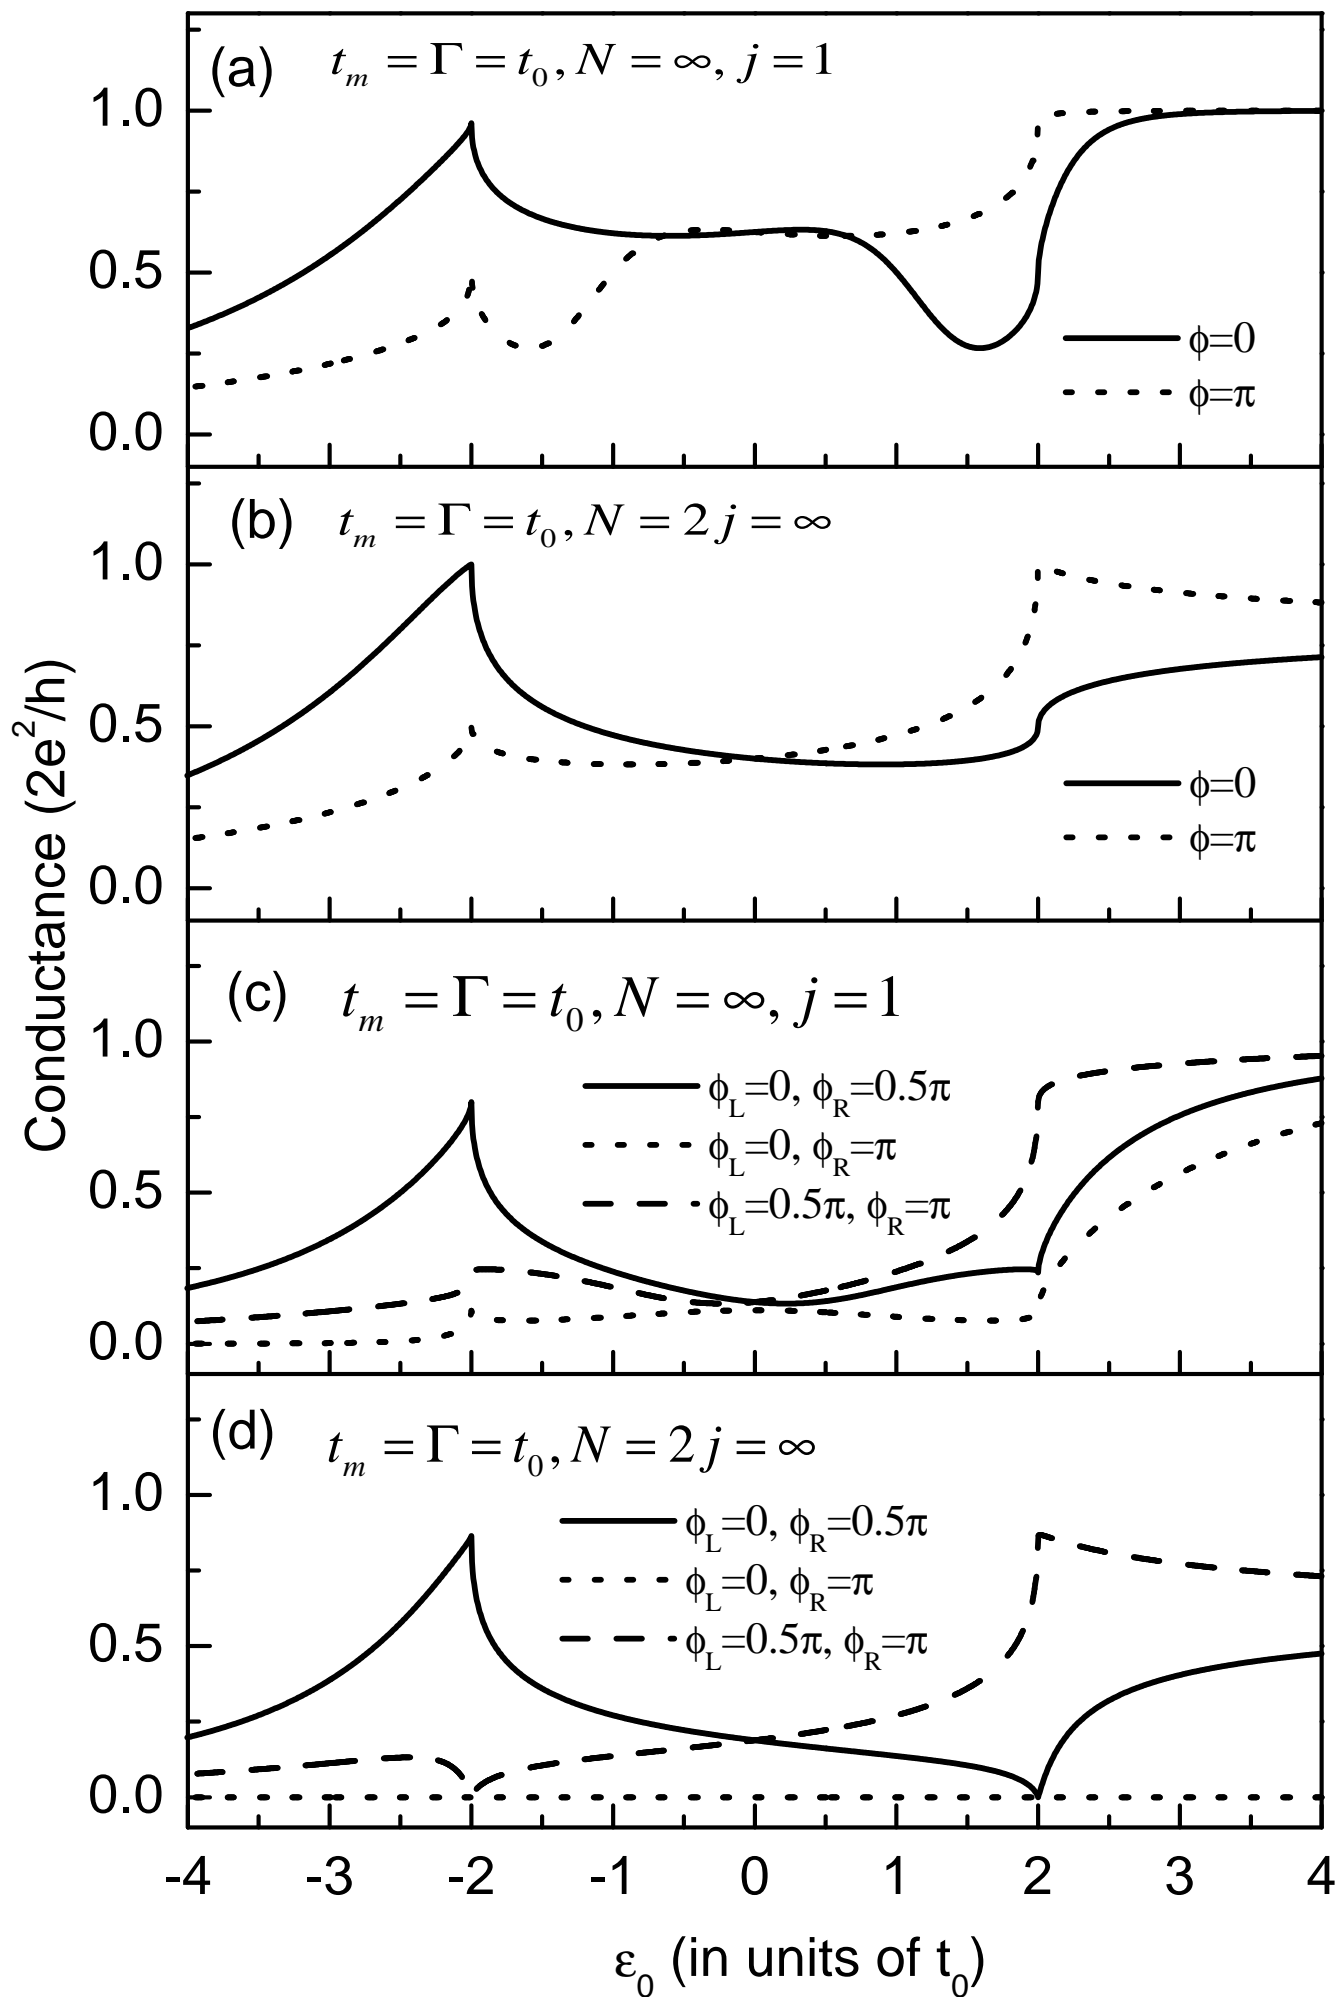 (a) t_m = Γ = t_0, N = ∞, j = 1
1.0
0.5
0.0
ϕ=0
ϕ=π
(b) t_m = Γ = t_0, N = 2j = ∞
1.0
0.5
0.0
ϕ=0
ϕ=π
Conductance (2e²/h)
(c) t_m = Γ = t_0, N = ∞, j = 1
1.0
0.5
0.0
ϕ_L=0, ϕ_R=0.5π
ϕ_L=0, ϕ_R=π
ϕ_L=0.5π, ϕ_R=π
(d) t_m = Γ = t_0, N = 2j = ∞
1.0
0.5
0.0
ϕ_L=0, ϕ_R=0.5π
ϕ_L=0, ϕ_R=π
ϕ_L=0.5π, ϕ_R=π
-4 -3 -2 -1 0 1 2 3 4
ε_0 (in units of t_0)